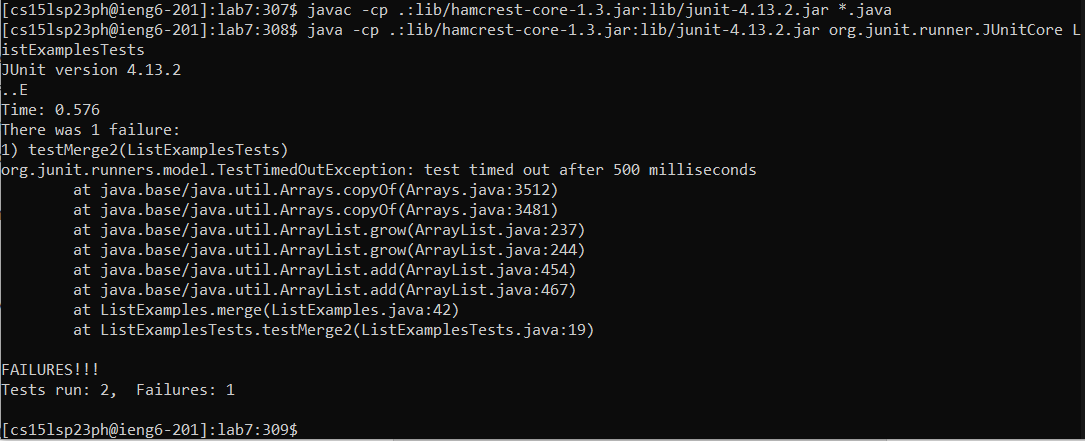 [cs15lsp23ph@ieng6-201]:lab7:307$ javac -cp .:lib/hamcrest-core-1.3.jar:lib/junit-4.13.2.jar *.java
[cs15lsp23ph@ieng6-201]:lab7:308$ java -cp .:lib/hamcrest-core-1.3.jar:lib/junit-4.13.2.jar org.junit.runner.JUnitCore L
istExamplesTests
JUnit version 4.13.2
..E
Time: 0.576
There was 1 failure:
1) testMerge2(ListExamplesTests)
org.junit.runners.model.TestTimedOutException: test timed out after 500 milliseconds
        at java.base/java.util.Arrays.copyOf(Arrays.java:3512)
        at java.base/java.util.Arrays.copyOf(Arrays.java:3481)
        at java.base/java.util.ArrayList.grow(ArrayList.java:237)
        at java.base/java.util.ArrayList.grow(ArrayList.java:244)
        at java.base/java.util.ArrayList.add(ArrayList.java:454)
        at java.base/java.util.ArrayList.add(ArrayList.java:467)
        at ListExamples.merge(ListExamples.java:42)
        at ListExamplesTests.testMerge2(ListExamplesTests.java:19)
FAILURES!!!
Tests run: 2,  Failures: 1
[cs15lsp23ph@ieng6-201]:lab7:309$